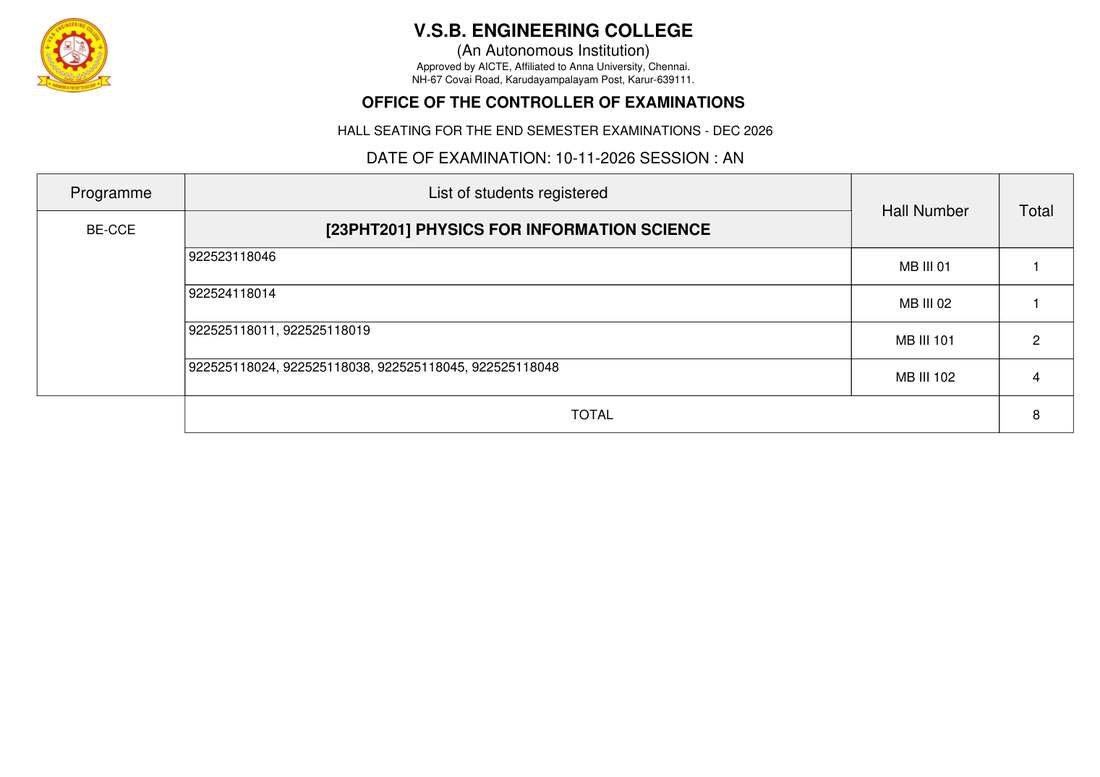 V.S.B. ENGINEERING COLLEGE
(An Autonomous Institution)
Approved by AICTE, Affiliated to Anna University, Chennai.
NH-67 Covai Road, Karudayampalayam Post, Karur-639111.
OFFICE OF THE CONTROLLER OF EXAMINATIONS
HALL SEATING FOR THE END SEMESTER EXAMINATIONS - DEC 2026
DATE OF EXAMINATION: 10-11-2026 SESSION : AN
Programme List of students registered Hall Number Total
BE-CCE [23PHT201] PHYSICS FOR INFORMATION SCIENCE
922523118046 MB III 01 1
922524118014 MB III 02 1
922525118011, 922525118019 MB III 101 2
922525118024, 922525118038, 922525118045, 922525118048 MB III 102 4
TOTAL 8